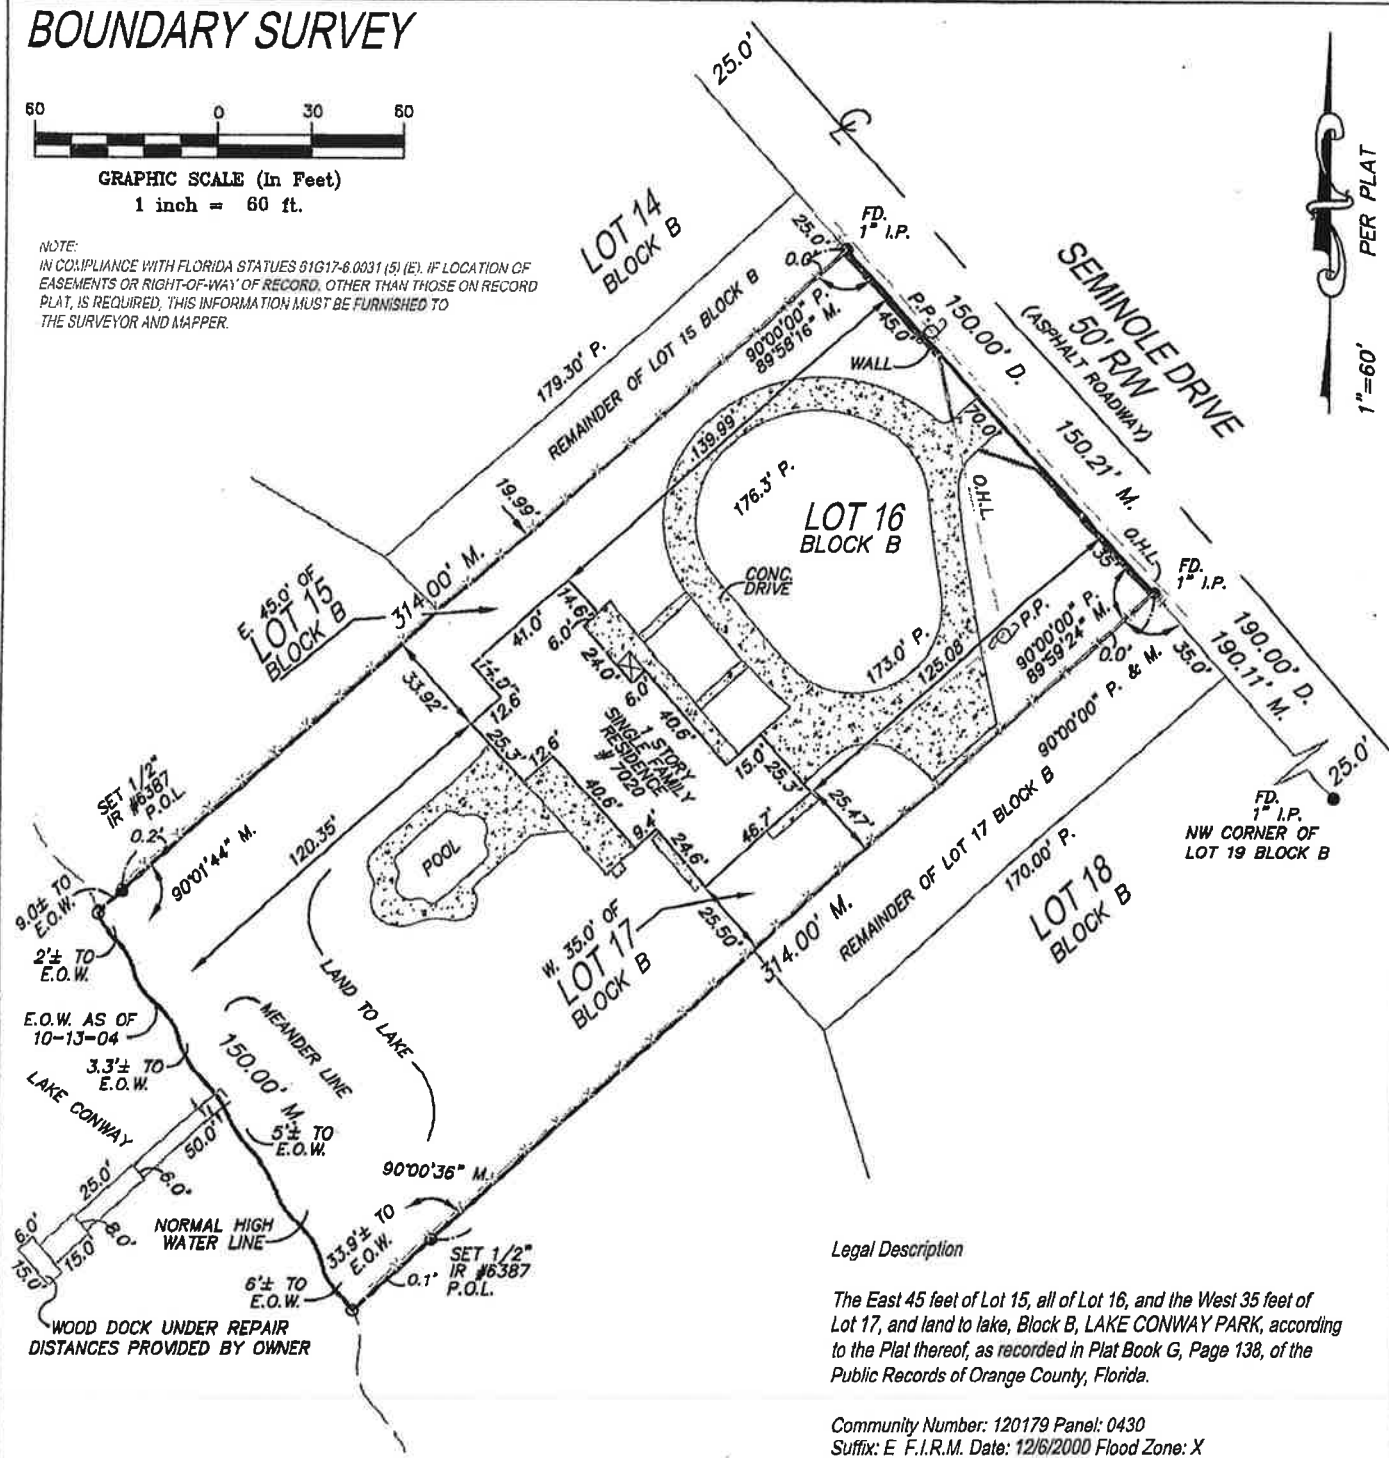 BOUNDARY SURVEY
60 0 30 60
GRAPHIC SCALE (In Feet)
1 inch = 60 ft.
NOTE:
IN COMPLIANCE WITH FLORIDA STATUES 61G17-6.0031 (5) (E), IF LOCATION OF
EASEMENTS OR RIGHT-OF-WAY OF RECORD, OTHER THAN THOSE ON RECORD
PLAT, IS REQUIRED, THIS INFORMATION MUST BE FURNISHED TO
THE SURVEYOR AND MAPPER.
25.0'
CL
PER PLAT
1"=60'
LOT 14
BLOCK B
25.0'
0.0'
FD.
1" I.P.
SEMINOLE DRIVE
50' R/W
(ASPHALT ROADWAY)
150.00' D.
150.21' M.
P.P.
45.0'
WALL
90°00'00" P.
89°58'16" M.
179.30' P.
REMAINDER OF LOT 15 BLOCK B
139.99'
19.99'
70.0'
O.H.L.
176.3' P.
LOT 16
BLOCK B
CONC.
DRIVE
O.H.L.
35'
FD.
1" I.P.
E. 45.0' OF
LOT 15
BLOCK B
314.00' M.
14.6'
41.0'
6.0'
24.0'
6.0'
40.6'
14.0'
12.6
33.92'
25.3'
12.6'
40.6'
1 STORY
SINGLE FAMILY
RESIDENCE
# 7020
15.0'
25.3'
173.0' P.
125.08'
P.P.
90°00'00" P.
89°59'24" M.
0.0'
35.0'
90°00'00" P. & M.
190.00' D.
190.11' M.
25.0'
FD.
1" I.P.
NW CORNER OF
LOT 19 BLOCK B
SET 1/2"
IR #6387
P.O.L.
0.2'
90°01'44" M.
120.35'
POOL
9.4'
24.6'
46.7'
25.47'
REMAINDER OF LOT 17 BLOCK B
170.00' P.
LOT 18
BLOCK B
W. 35.0' OF
LOT 17
BLOCK B
25.50'
314.00' M.
9.0± TO
E.O.W.
2'± TO
E.O.W.
E.O.W. AS OF
10-13-04
3.3'± TO
E.O.W.
MEANDER LINE
150.00' M.
LAND TO LAKE
LAKE CONWAY
5'± TO
E.O.W.
50.0'
25.0'
6.0'
8.0'
6.0'
15.0'
15.0'
90°00'36" M.
NORMAL HIGH
WATER LINE
33.9'± TO
E.O.W.
SET 1/2"
IR #6387
P.O.L.
0.1'
6'± TO
E.O.W.
WOOD DOCK UNDER REPAIR
DISTANCES PROVIDED BY OWNER
Legal Description
The East 45 feet of Lot 15, all of Lot 16, and the West 35 feet of
Lot 17, and land to lake, Block B, LAKE CONWAY PARK, according
to the Plat thereof, as recorded in Plat Book G, Page 138, of the
Public Records of Orange County, Florida.
Community Number: 120179 Panel: 0430
Suffix: E F.I.R.M. Date: 12/6/2000 Flood Zone: X